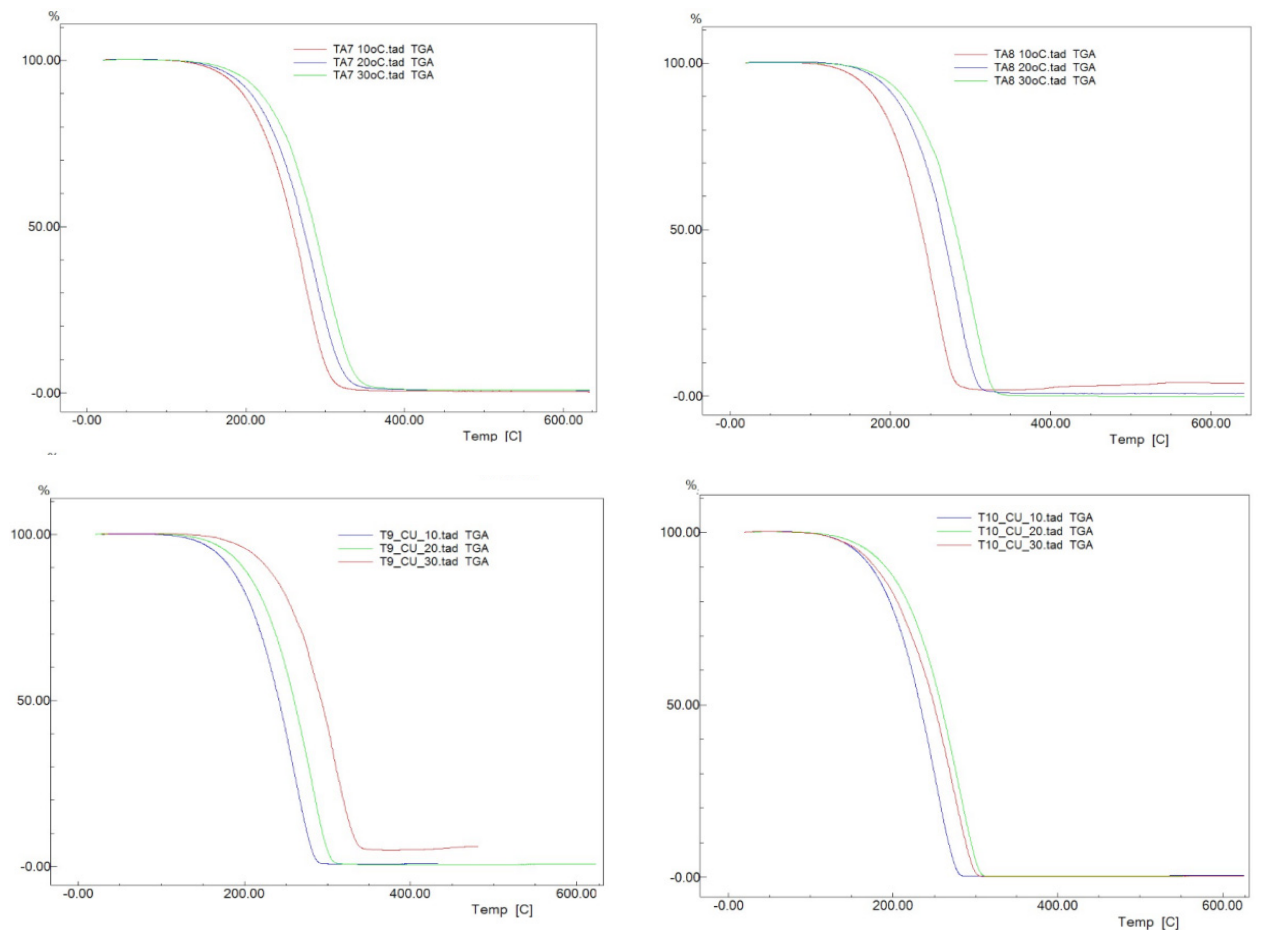 %
100.00
50.00
-0.00
TA7 10oC.tad TGA
TA7 20oC.tad TGA
TA7 30oC.tad TGA
-0.00 200.00 400.00 600.00
Temp [C]
%
100.00
50.00
-0.00
TA8 10oC.tad TGA
TA8 20oC.tad TGA
TA8 30oC.tad TGA
-0.00 200.00 400.00 600.00
Temp [C]
%
100.00
50.00
-0.00
T9_CU_10.tad TGA
T9_CU_20.tad TGA
T9_CU_30.tad TGA
-0.00 200.00 400.00 600.00
Temp [C]
%
100.00
50.00
-0.00
T10_CU_10.tad TGA
T10_CU_20.tad TGA
T10_CU_30.tad TGA
-0.00 200.00 400.00 600.00
Temp [C]